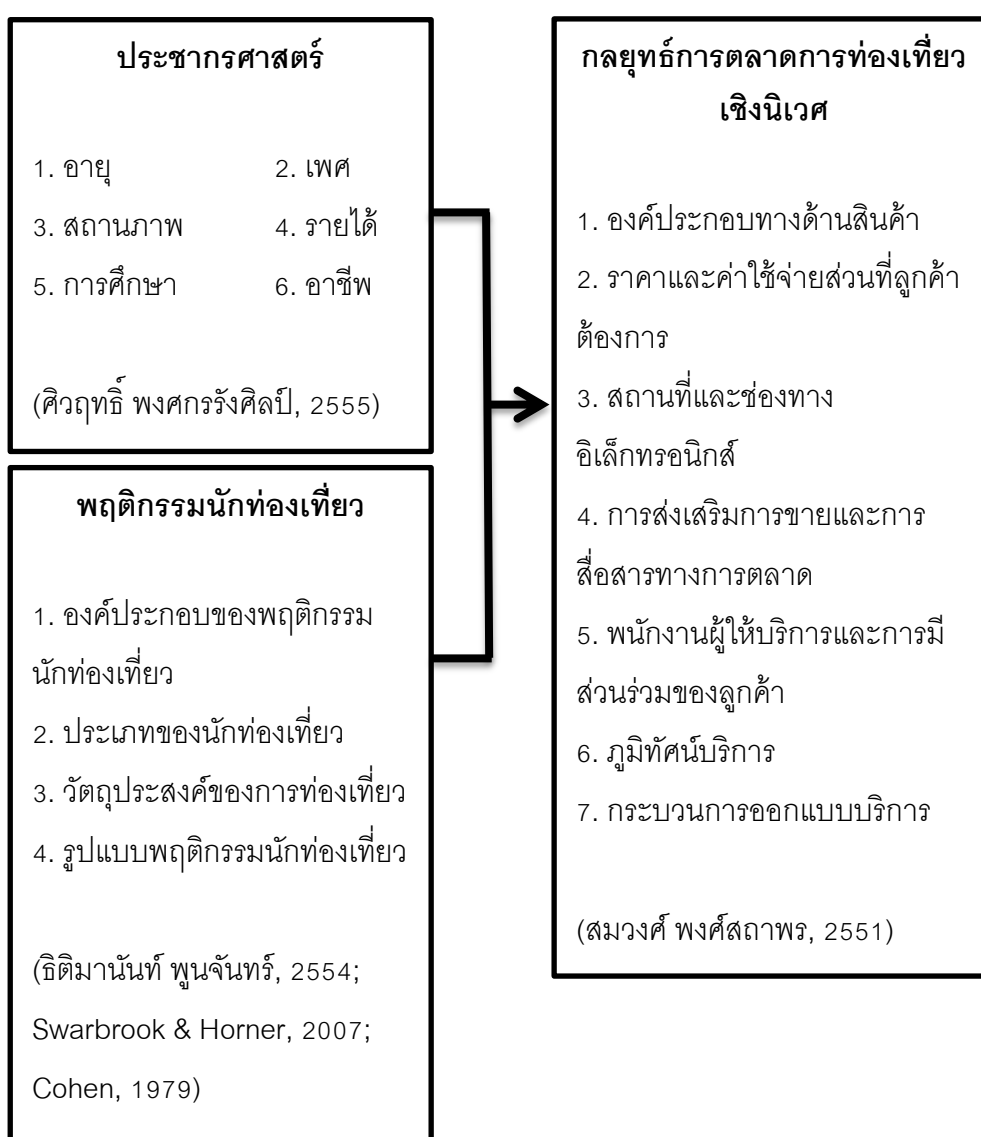 ประชากรศาสตร์
1. อายุ 2. เพศ
3. สถานภาพ 4. รายได้
5. การศึกษา 6. อาชีพ
(ศิวฤทธิ์ พงศกรรังศิลป์, 2555)
พฤติกรรมนักท่องเที่ยว
1. องค์ประกอบของพฤติกรรม
นักท่องเที่ยว
2. ประเภทของนักท่องเที่ยว
3. วัตถุประสงค์ของการท่องเที่ยว
4. รูปแบบพฤติกรรมนักท่องเที่ยว
(ธิติมานันท์ พูนจันทร์, 2554;
Swarbrook & Horner, 2007;
Cohen, 1979)
กลยุทธ์การตลาดการท่องเที่ยว
เชิงนิเวศ
1. องค์ประกอบทางด้านสินค้า
2. ราคาและค่าใช้จ่ายส่วนที่ลูกค้า
ต้องการ
3. สถานที่และช่องทาง
อิเล็กทรอนิกส์
4. การส่งเสริมการขายและการ
สื่อสารทางการตลาด
5. พนักงานผู้ให้บริการและการมี
ส่วนร่วมของลูกค้า
6. ภูมิทัศน์บริการ
7. กระบวนการออกแบบบริการ
(สมวงศ์ พงศ์สถาพร, 2551)